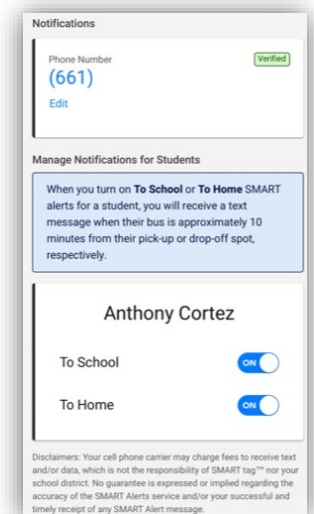 Notifications
Phone Number
Verified
(661)
Edit
Manage Notifications for Students
When you turn on To School or To Home SMART
alerts for a student, you will receive a text
message when their bus is approximately 10
minutes from their pick-up or drop-off spot,
respectively.
Anthony Cortez
To School ON
To Home ON
Disclaimers: Your cell phone carrier may charge fees to receive text
and/or data, which is not the responsibility of SMART tag™ nor your
school district. No guarantee is expressed or implied regarding the
accuracy of the SMART Alerts service and/or your successful and
timely receipt of any SMART Alert message.